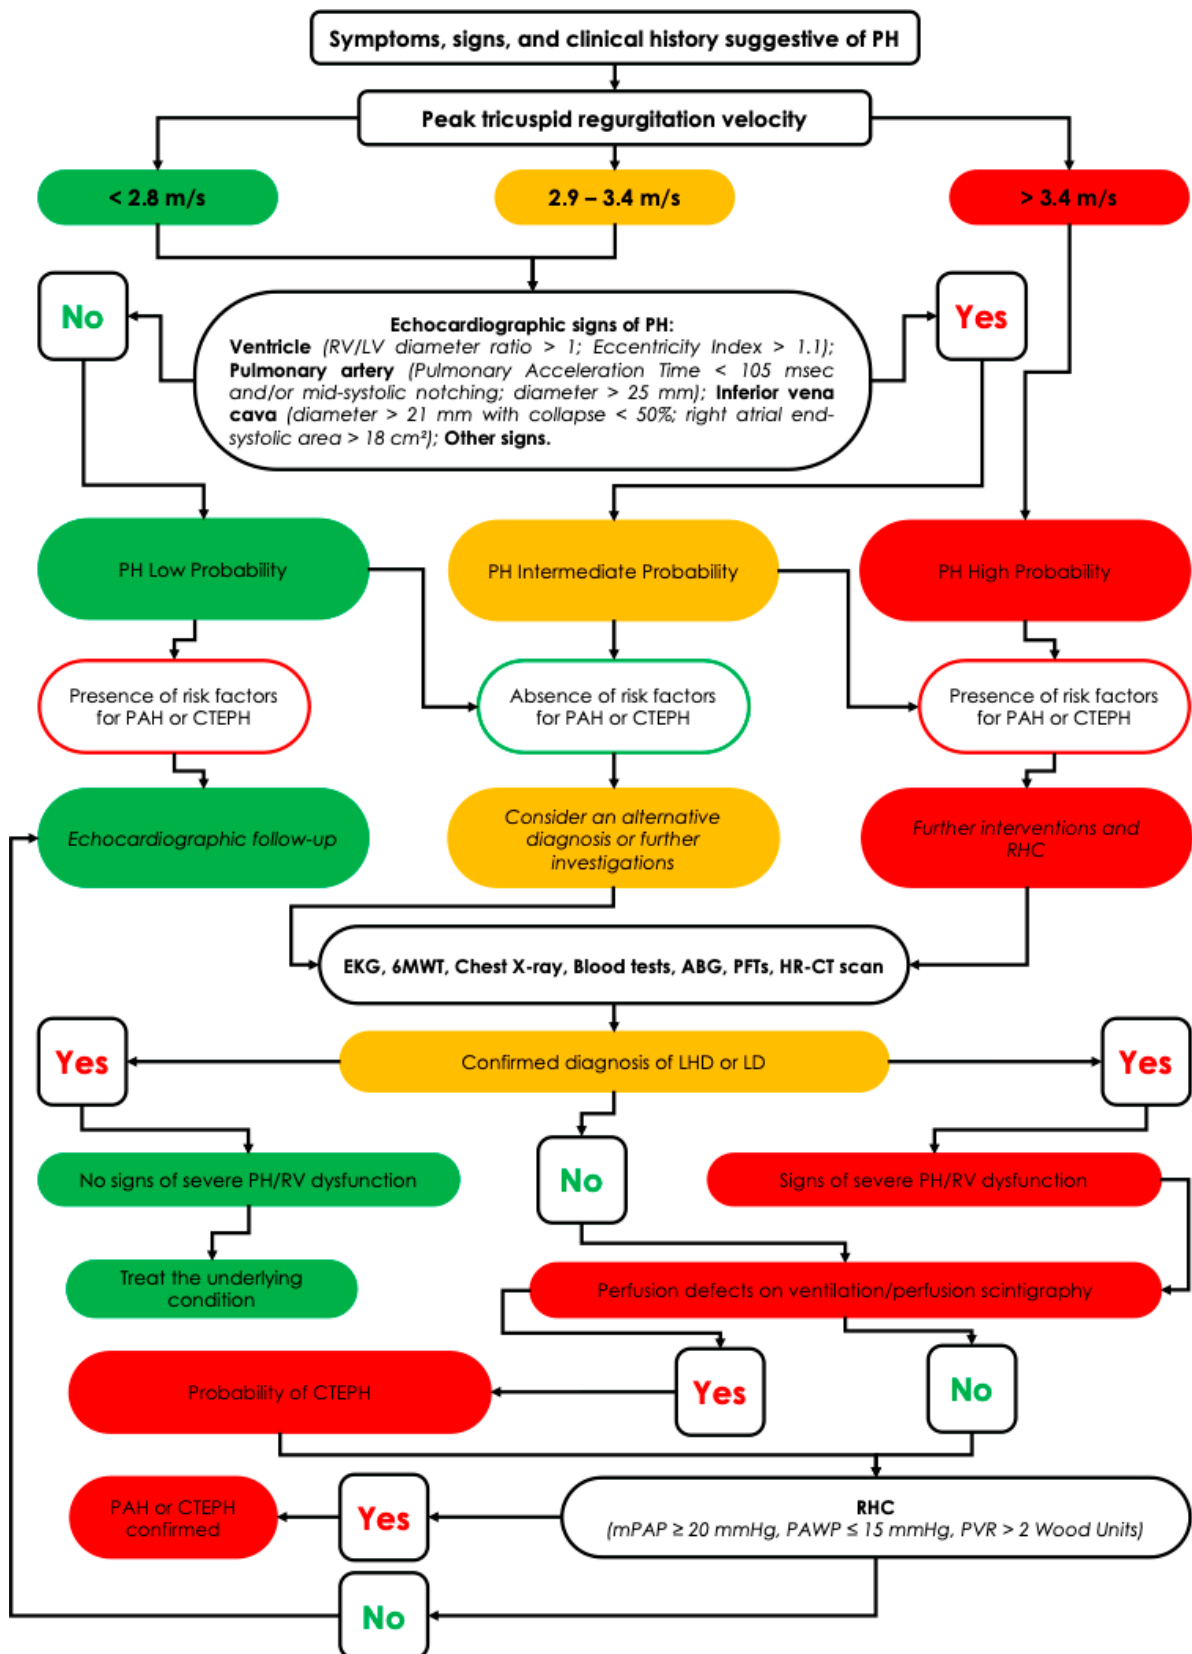 Symptoms, signs, and clinical history suggestive of PH
Peak tricuspid regurgitation velocity
< 2.8 m/s
2.9 – 3.4 m/s
> 3.4 m/s
No
Echocardiographic signs of PH:
Ventricle (RV/LV diameter ratio > 1; Eccentricity Index > 1.1);
Pulmonary artery (Pulmonary Acceleration Time < 105 msec
and/or mid-systolic notching; diameter > 25 mm); Inferior vena
cava (diameter > 21 mm with collapse < 50%; right atrial end-
systolic area > 18 cm²); Other signs.
Yes
PH Low Probability
PH Intermediate Probability
PH High Probability
Presence of risk factors
for PAH or CTEPH
Absence of risk factors
for PAH or CTEPH
Presence of risk factors
for PAH or CTEPH
Echocardiographic follow-up
Consider an alternative
diagnosis or further
investigations
Further interventions and
RHC
EKG, 6MWT, Chest X-ray, Blood tests, ABG, PFTs, HR-CT scan
Yes
Confirmed diagnosis of LHD or LD
Yes
No signs of severe PH/RV dysfunction
No
Signs of severe PH/RV dysfunction
Treat the underlying
condition
Perfusion defects on ventilation/perfusion scintigraphy
Probability of CTEPH
Yes
No
PAH or CTEPH
confirmed
Yes
RHC
(mPAP ≥ 20 mmHg, PAWP ≤ 15 mmHg, PVR > 2 Wood Units)
No